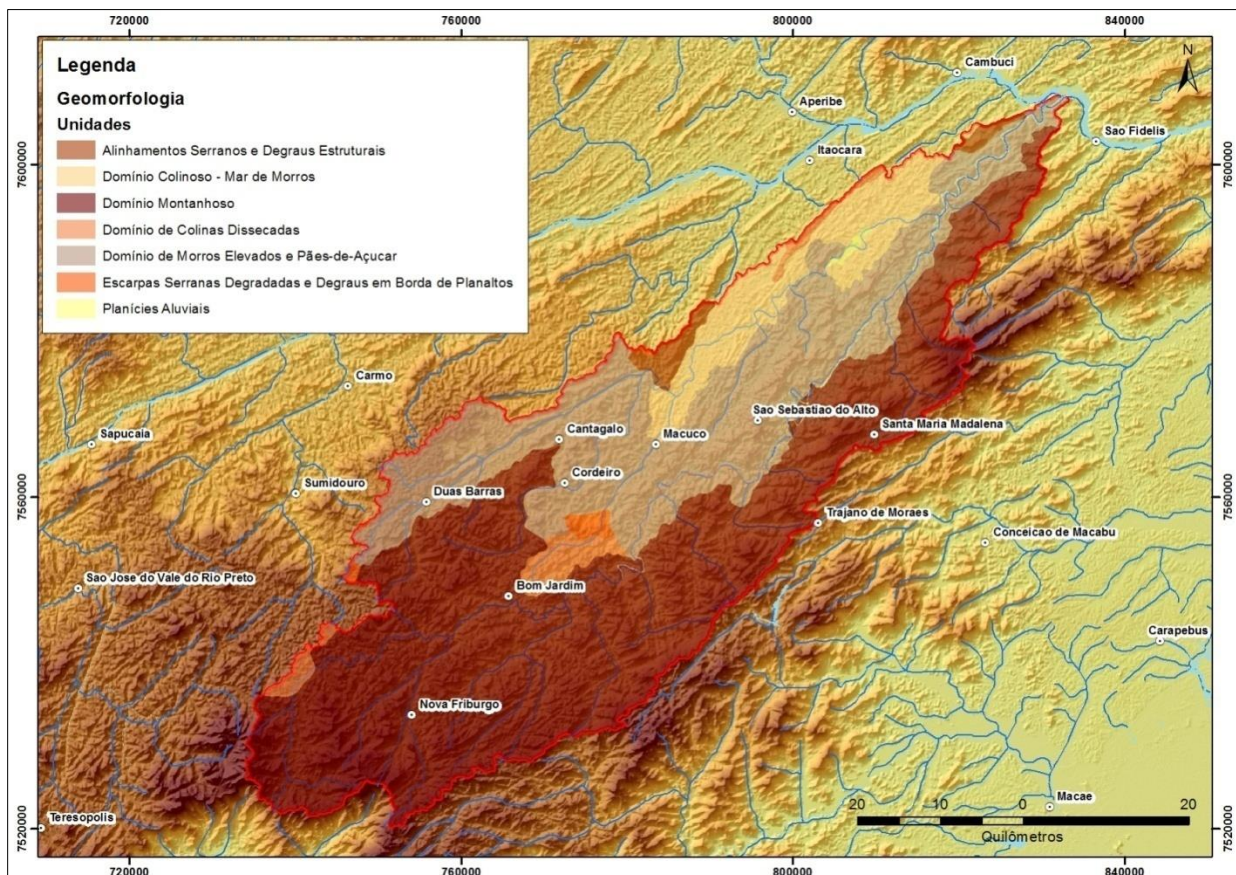 720000 760000 800000 840000
Legenda
Geomorfologia
Unidades
Alinhamentos Serranos e Degraus Estruturais
Domínio Colinoso - Mar de Morros
Domínio Montanhoso
Domínio de Colinas Dissecadas
Domínio de Morros Elevados e Pães-de-Açucar
Escarpas Serranas Degradadas e Degraus em Borda de Planaltos
Planícies Aluviais
N
Cambuci
Aperibe
Sao Fidelis
Itaocara
7600000 7600000
Carmo
Sapucaia
Cantagalo
Macuco
Sao Sebastiao do Alto
Santa Maria Madalena
Sumidouro
Cordeiro
Duas Barras
7560000 7560000
Trajano de Moraes
Conceicao de Macabu
Sao Jose do Vale do Rio Preto
Bom Jardim
Carapebus
Nova Friburgo
Macae
20 10 0 20
Quilômetros
Teresopolis
7520000 7520000
720000 760000 800000 840000